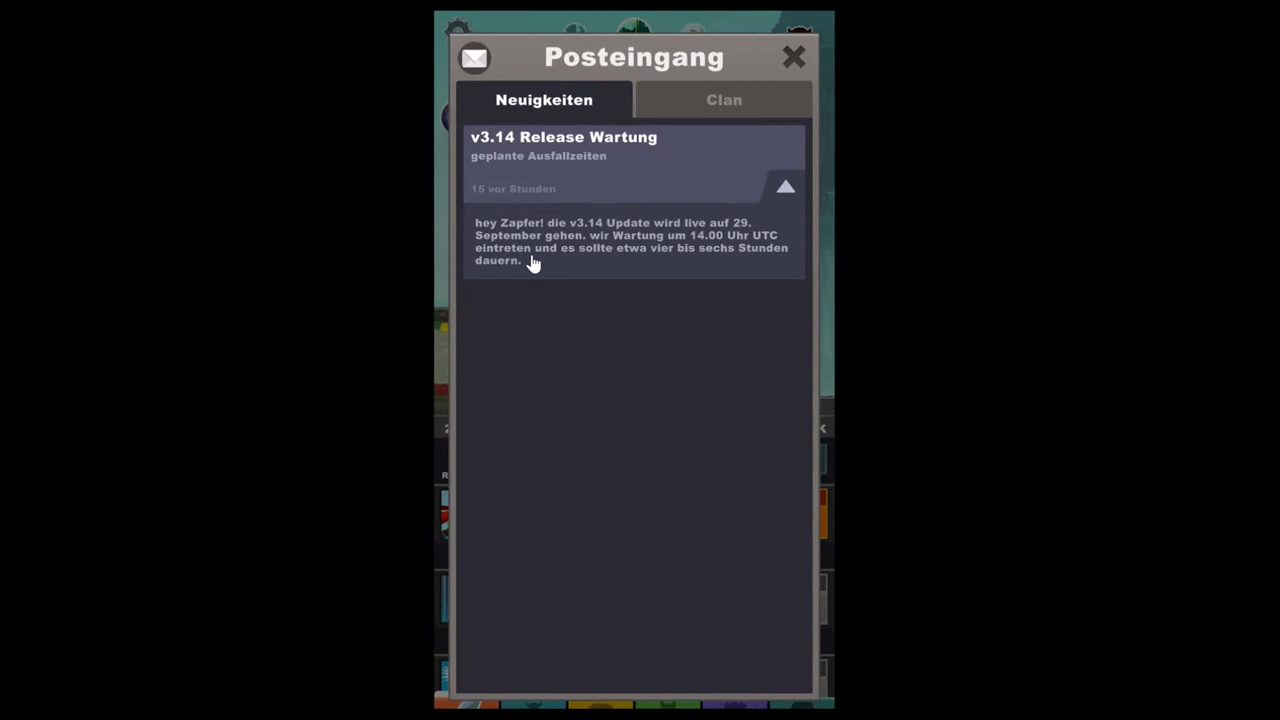 Posteingang
Neuigkeiten
Clan
v3.14 Release Wartung
geplante Ausfallzeiten
15 vor Stunden
hey Zapfer! die v3.14 Update wird live auf 29.
September gehen. wir Wartung um 14.00 Uhr UTC
eintreten und es sollte etwa vier bis sechs Stunden
dauern.
K
R